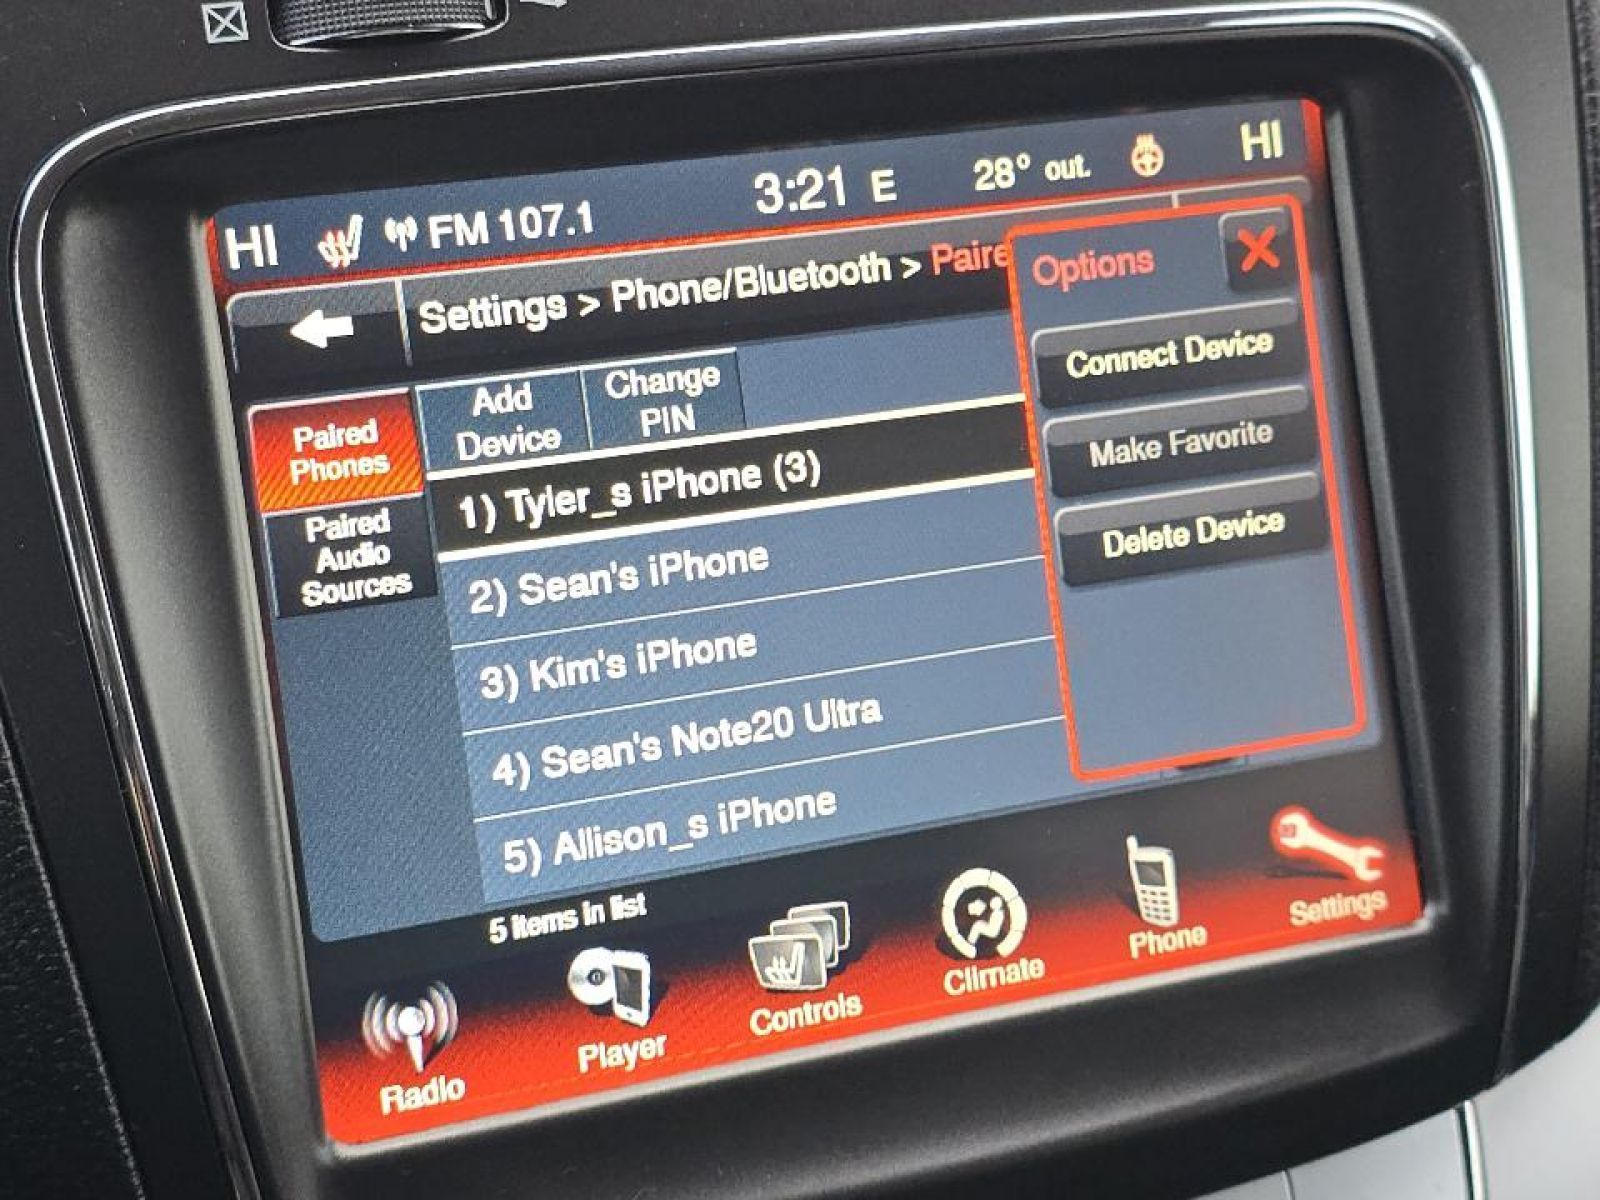 HI FM 107.1 3:21 E 28° out. HI
Settings > Phone/Bluetooth > Paire
Options
X
Add
Device
Change
PIN
Paired
Phones
Paired
Audio
Sources
1) Tyler_s iPhone (3)
2) Sean's iPhone
3) Kim's iPhone
4) Sean's Note20 Ultra
5) Allison_s iPhone
5 items in list
Connect Device
Make Favorite
Delete Device
Radio
Player
Controls
Climate
Phone
Settings